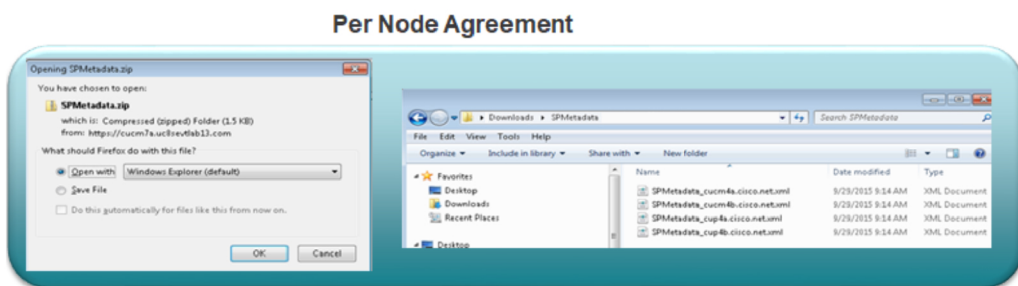 Per Node Agreement
Opening SPMetadata.zip
You have chosen to open:
SPMetadata.zip
which is: Compressed (zipped) Folder (1.5 KB)
from: https://cucm7a.uc8sevtlab13.com
What should Firefox do with this file?
Open with Windows Explorer (default)
Save File
Do this automatically for files like this from now on.
OK Cancel
Downloads SPMetadata Search SPMetadata
File Edit View Tools Help
Organize Include in library Share with New folder
Favorites
Desktop
Downloads
Recent Places
Desktop
Name Date modified Type
SPMetadata_cucm4a.cisco.net.xml 9/29/2015 9:14 AM XML Document
SPMetadata_cucm4b.cisco.net.xml 9/29/2015 9:14 AM XML Document
SPMetadata_cup4a.cisco.net.xml 9/29/2015 9:14 AM XML Document
SPMetadata_cup4b.cisco.net.xml 9/29/2015 9:14 AM XML Document